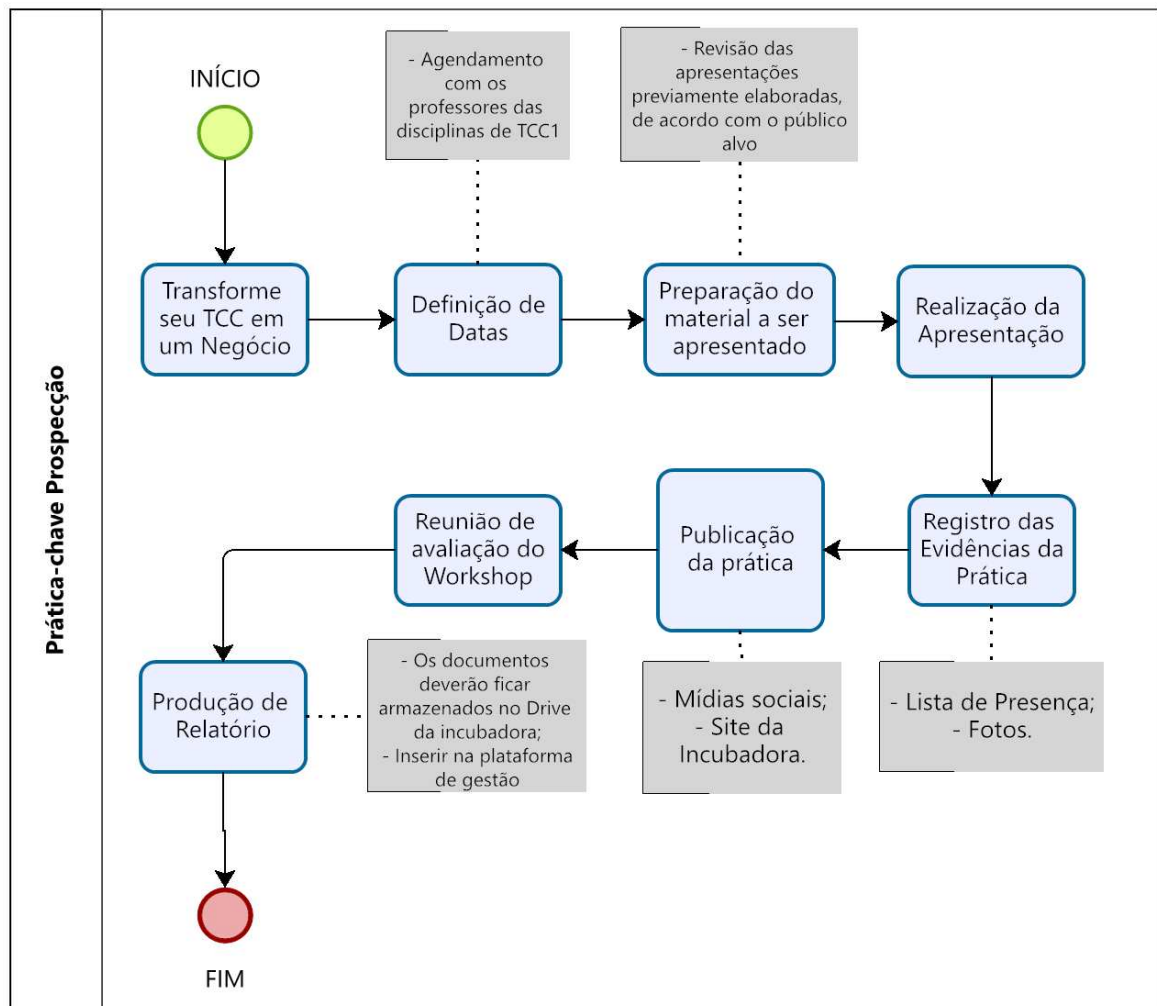 Prática-chave Prospecção
INÍCIO
- Agendamento
com os
professores das
disciplinas de TCC1
- Revisão das
apresentações
previamente elaboradas,
de acordo com o público
alvo
Transforme
seu TCC em
um Negócio
Definição de
Datas
Preparação do
material a ser
apresentado
Realização da
Apresentação
Registro das
Evidências da
Prática
- Lista de Presença;
- Fotos.
Publicação
da prática
- Mídias sociais;
- Site da
Incubadora.
Reunião de
avaliação do
Workshop
Produção de
Relatório
- Os documentos
deverão ficar
armazenados no Drive
da incubadora;
- Inserir na plataforma
de gestão
FIM